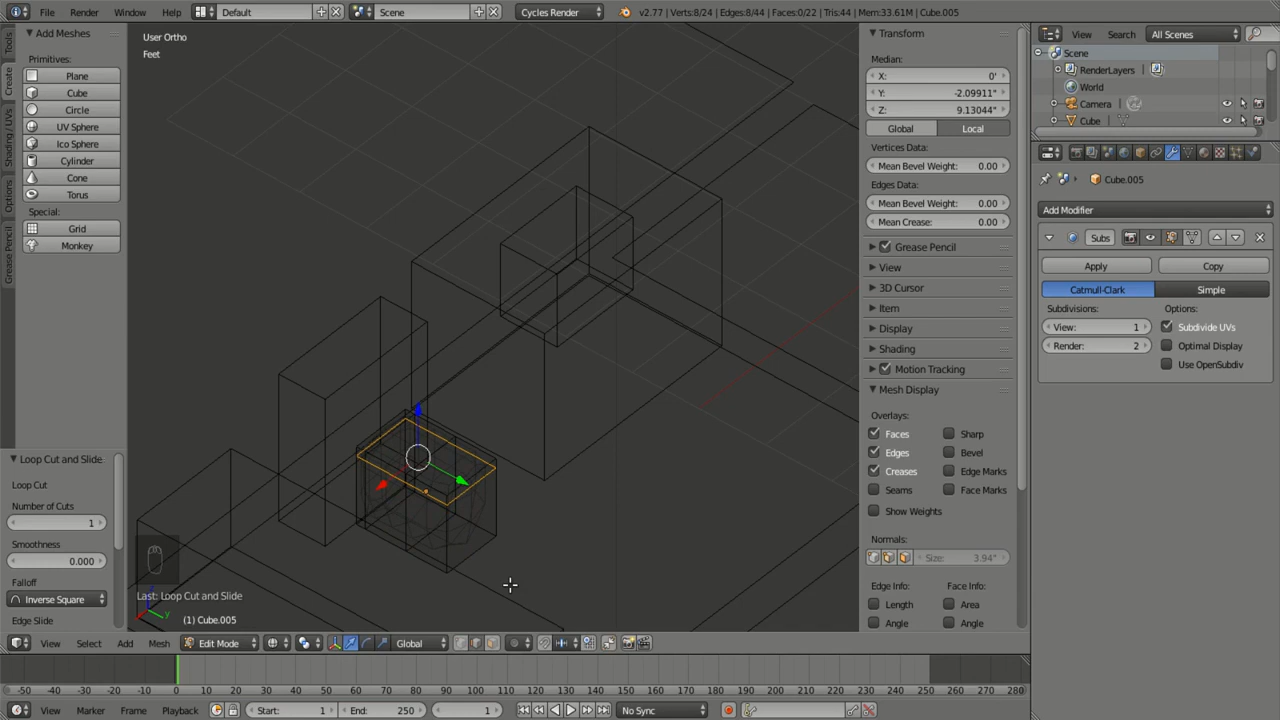 File Render Window Help Default Scene Cycles Render v2.77 | Verts:8/24 | Edges:8/44 | Faces:0/22 | Tris:44 | Mem:33.61M | Cube.005
Tools
Create
Shading / UVs
Options
Grease Pencil
Add Meshes
Primitives:
Plane
Cube
Circle
UV Sphere
Ico Sphere
Cylinder
Cone
Torus
Special:
Grid
Monkey
Loop Cut and Slide
Loop Cut
Number of Cuts
1
Smoothness
0.000
Falloff
Inverse Square
Edge Slide
User Ortho
Feet
Last: Loop Cut and Slide
(1) Cube.005
Transform
Median:
X: 0'
Y: -2.09911"
Z: 9.13044"
Global Local
Vertices Data:
Mean Bevel Weight: 0.00
Edges Data:
Mean Bevel Weight: 0.00
Mean Crease: 0.00
Grease Pencil
View
3D Cursor
Item
Display
Shading
Motion Tracking
Mesh Display
Overlays:
Faces Sharp
Edges Bevel
Creases Edge Marks
Seams Face Marks
Show Weights
Normals:
Size: 3.94"
Edge Info: Face Info:
Length Area
Angle Angle
View Search All Scenes
Scene
RenderLayers
World
Camera
Cube
Cube.005
Add Modifier
Subs
Apply Copy
Catmull-Clark Simple
Subdivisions: Options:
View: 1 Subdivide UVs
Render: 2 Optimal Display
Use OpenSubdiv
View Select Add Mesh Edit Mode Global
-50 -40 -30 -20 -10 0 10 20 30 40 50 60 70 80 90 100 110 120 130 140 150 160 170 180 190 200 210 220 230 240 250 260 270 280
View Marker Frame Playback Start: 1 End: 250 1 No Sync